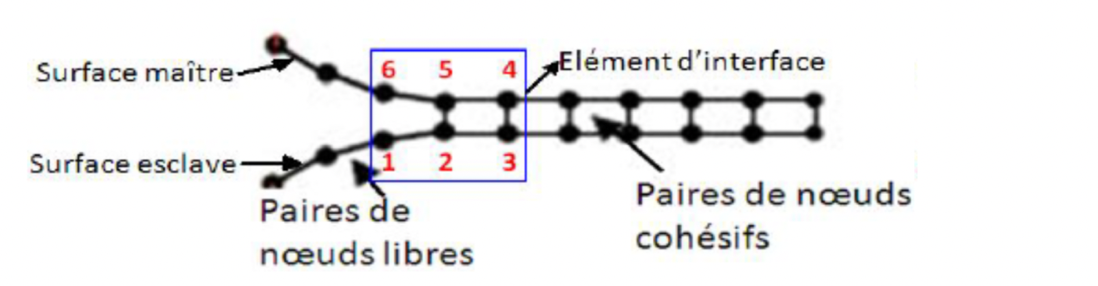 Elément d'interface
Surface maître
6 5 4
Surface esclave
1 2 3
Paires de
nœuds libres
Paires de nœuds
cohésifs